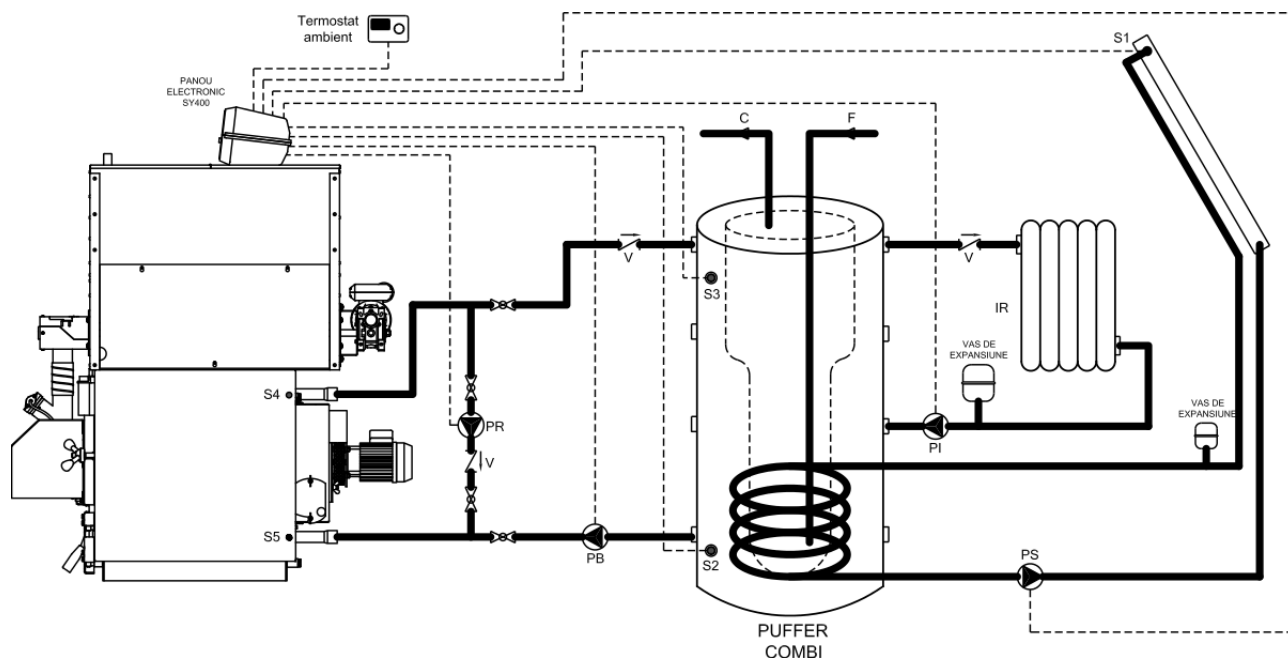 Termostat
ambient
PANOU
ELECTRONIC
SY400
S1
C
F
V
V
S3
IR
VAS DE
EXPANSIUNE
S4
VAS DE
EXPANSIUNE
PR
PI
V
S5
PB
S2
PS
PUFFER
COMBI